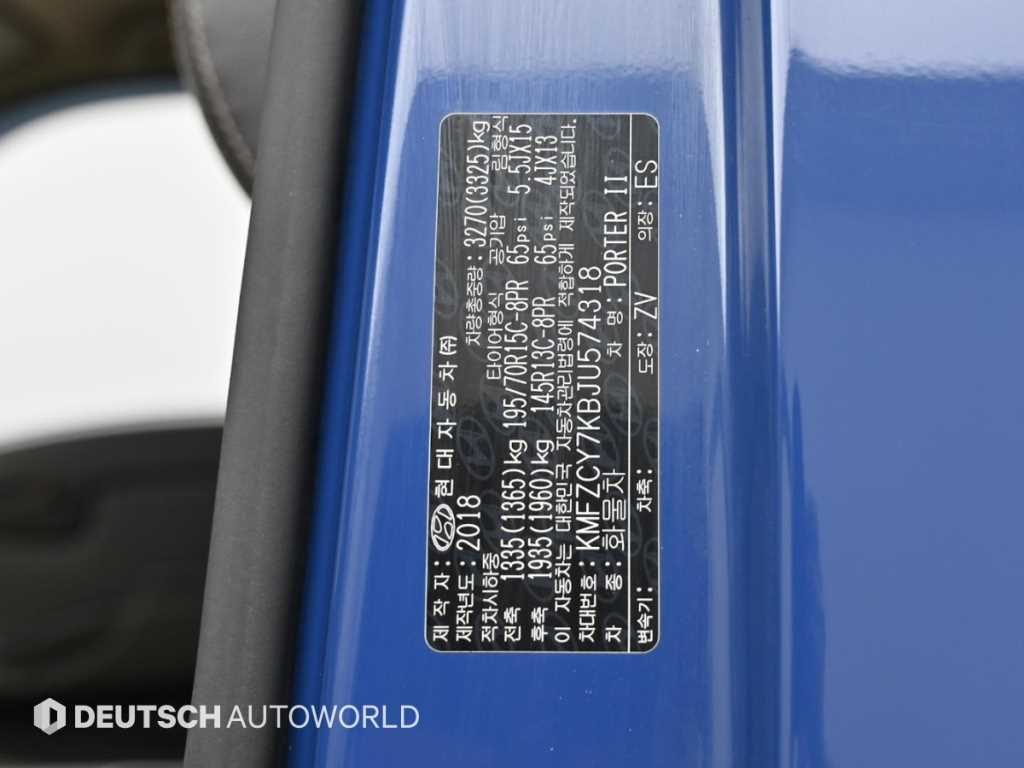 제 작 자 : 현 대 자 동 차 (주)
제작년도 : 2018 차량총중량: 3270(3325)kg
적차시하중 타이어형식 공기압 림형식
전축 1335(1365)kg 195/70R15C-8PR 65psi 5.5JX15
후축 1935(1960)kg 145R13C-8PR 65psi 4JX13
이 자동차는 대한민국 자동차관리법령에 적합하게 제작되었습니다.
차대번호: KMFZCY7KBJU574318
차 종: 화물차 차 명: PORTER II
변속기: 차축: 도장: ZV 의장: ES
DEUTSCH AUTOWORLD